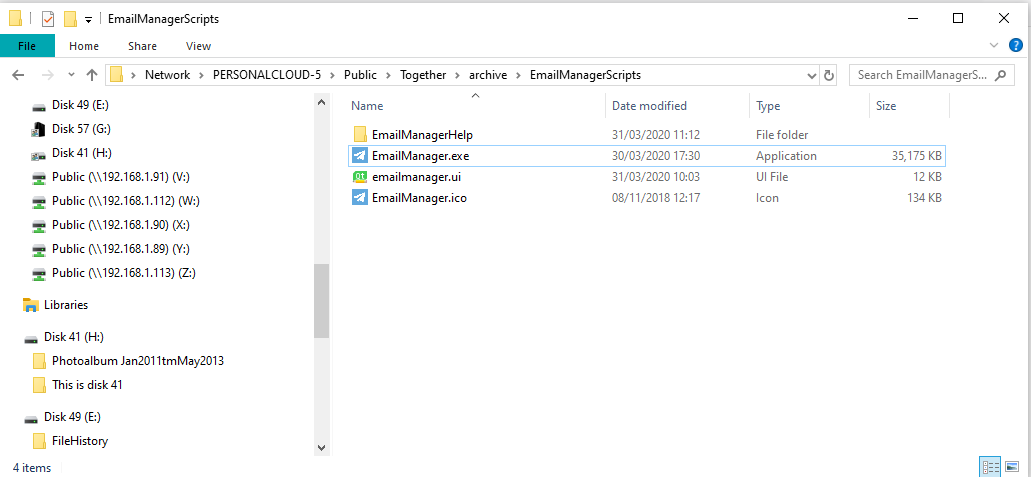 EmailManagerScripts
File Home Share View
Network PERSONALCLOUD-5 Public Together archive EmailManagerScripts Search EmailManagerS...
Disk 49 (E:)
Disk 57 (G:)
Disk 41 (H:)
Public (\\192.168.1.91) (V:)
Public (\\192.168.1.112) (W:)
Public (\\192.168.1.90) (X:)
Public (\\192.168.1.89) (Y:)
Public (\\192.168.1.113) (Z:)
Libraries
Disk 41 (H:)
Photoalbum Jan2011tmMay2013
This is disk 41
Disk 49 (E:)
FileHistory
Name Date modified Type Size
EmailManagerHelp 31/03/2020 11:12 File folder
EmailManager.exe 30/03/2020 17:30 Application 35,175 KB
emailmanager.ui 31/03/2020 10:03 UI File 12 KB
EmailManager.ico 08/11/2018 12:17 Icon 134 KB
4 items